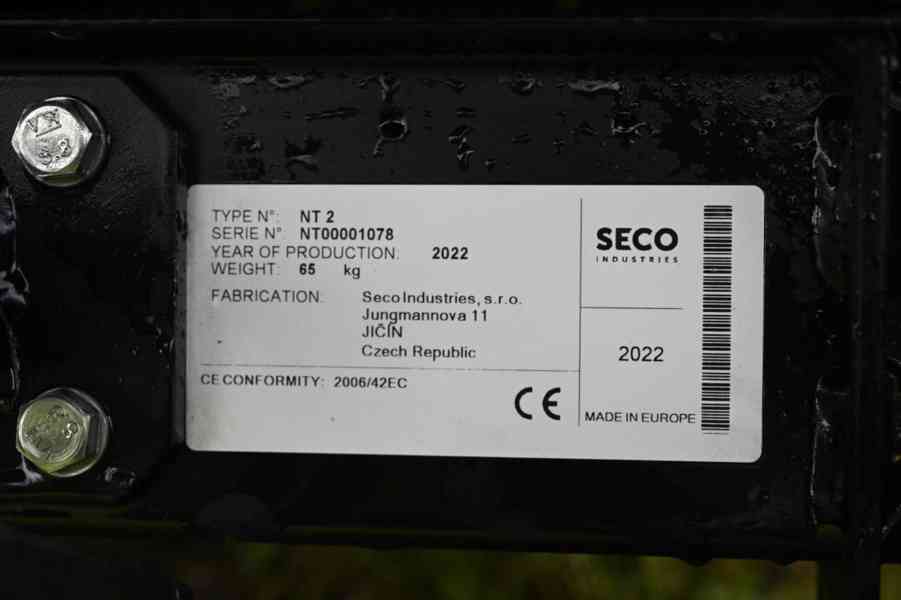 TYPE N°: NT 2
SERIE N°. NT00001078
YEAR OF PRODUCTION: 2022
WEIGHT: 65 kg
FABRICATION: Seco Industries, s.r.o.
Jungmannova 11
JIČÍN
Czech Republic
CE CONFORMITY: 2006/42EC
CE
SECO
INDUSTRIES
2022
MADE IN EUROPE